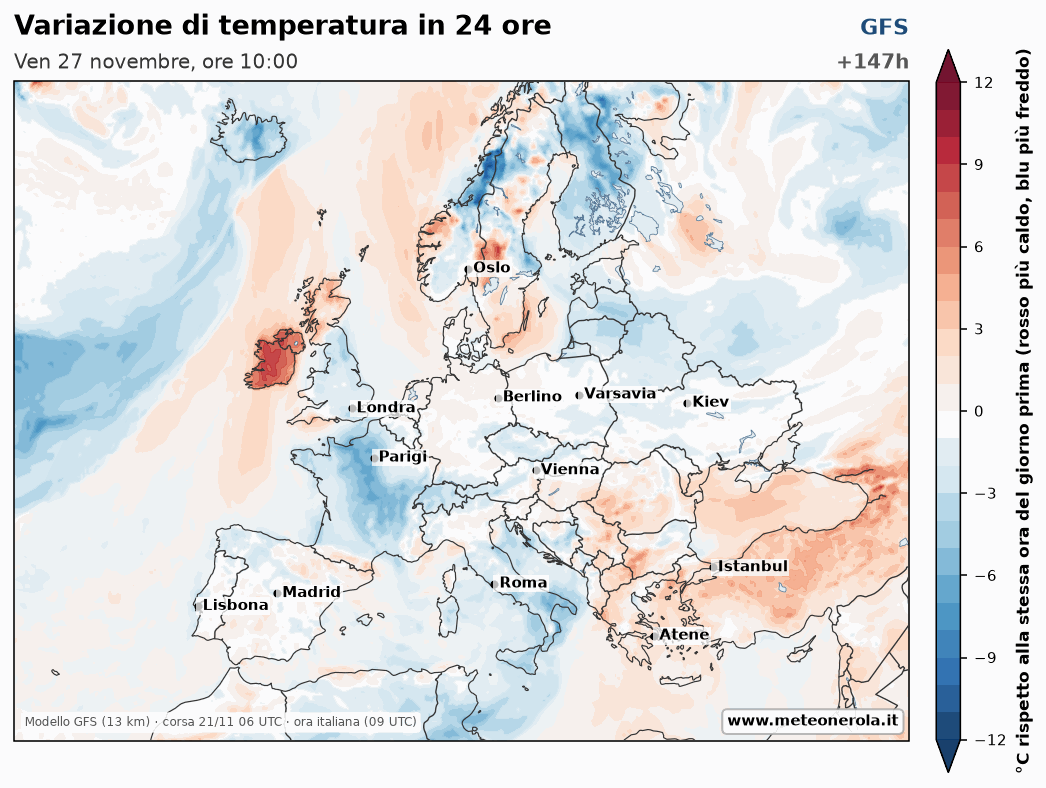 Variazione di temperatura in 24 ore
GFS
Ven 27 novembre, ore 10:00
+147h
Oslo
Londra
Berlino
Varsavia
Kiev
Parigi
Vienna
Istanbul
Roma
Madrid
Lisbona
Atene
Modello GFS (13 km) · corsa 21/11 06 UTC · ora italiana (09 UTC)
www.meteonerola.it
12
9
6
3
0
−3
−6
−9
−12
°C rispetto alla stessa ora del giorno prima (rosso più caldo, blu più freddo)